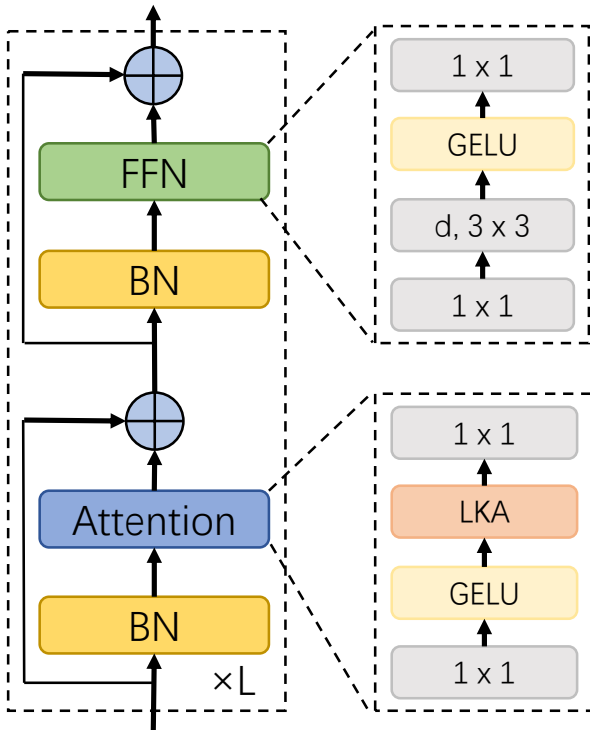 FFN
BN
Attention
BN
×L
1 x 1
GELU
d, 3 x 3
1 x 1
1 x 1
LKA
GELU
1 x 1